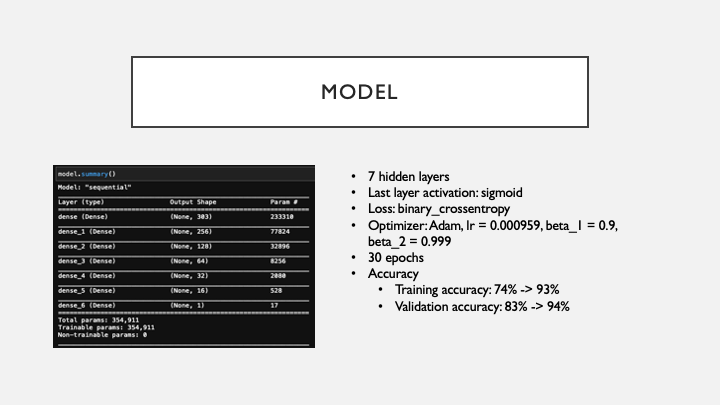 MODEL
model.summary()
Model: "sequential"
Layer (type) Output Shape Param #
dense (Dense) (None, 303) 233310
dense_1 (Dense) (None, 256) 77824
dense_2 (Dense) (None, 128) 32896
dense_3 (Dense) (None, 64) 8256
dense_4 (Dense) (None, 32) 2080
dense_5 (Dense) (None, 16) 528
dense_6 (Dense) (None, 1) 17
Total params: 354,911
Trainable params: 354,911
Non-trainable params: 0
• 7 hidden layers
• Last layer activation: sigmoid
• Loss: binary_crossentropy
• Optimizer: Adam, lr = 0.000959, beta_1 = 0.9,
beta_2 = 0.999
• 30 epochs
• Accuracy
• Training accuracy: 74% -> 93%
• Validation accuracy: 83% -> 94%